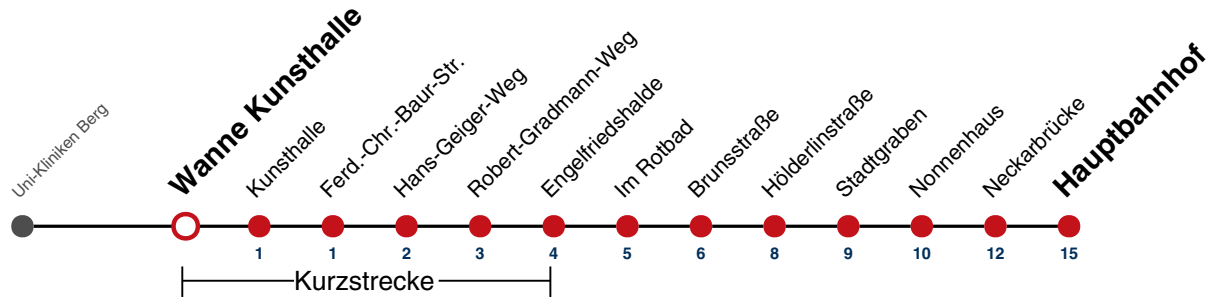 Uni-Kliniken Berg
Wanne Kunsthalle
Kunsthalle
Ferd.-Chr.-Baur-Str.
Hans-Geiger-Weg
Robert-Gradmann-Weg
Engelfriedshalde
Im Rotbad
Brunsstraße
Hölderlinstraße
Stadtgraben
Nonnenhaus
Neckarbrücke
Hauptbahnhof
1 1 2 3 4 5 6 8 9 10 12 15
Kurzstrecke